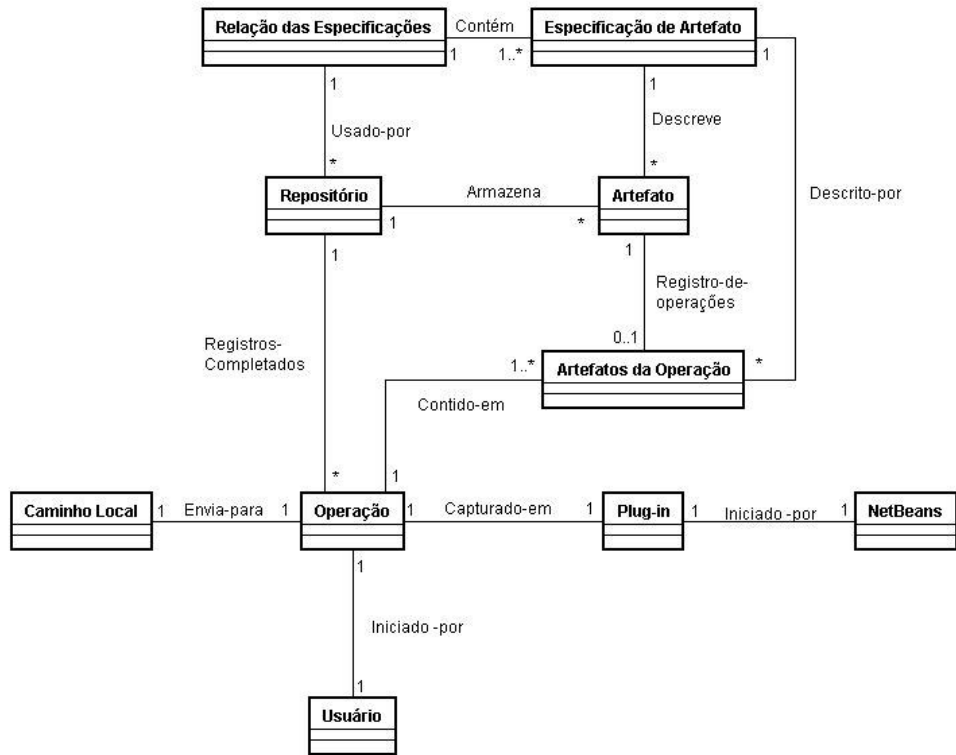 Relação das Especificações
Contém
Especificação de Artefato
1
1..*
1
1
1
Usado-por
Descreve
*
*
Repositório
Armazena
Artefato
Descrito-por
1
*
1
1
Registro-de-
operações
Registros-
Completados
0..1
1..*
Artefatos da Operação
*
Contido-em
*
1
Caminho Local
1
Envia-para
1
Operação
1
Capturado-em
1
Plug-in
1
Iniciado -por
1
NetBeans
1
Iniciado -por
1
Usuário